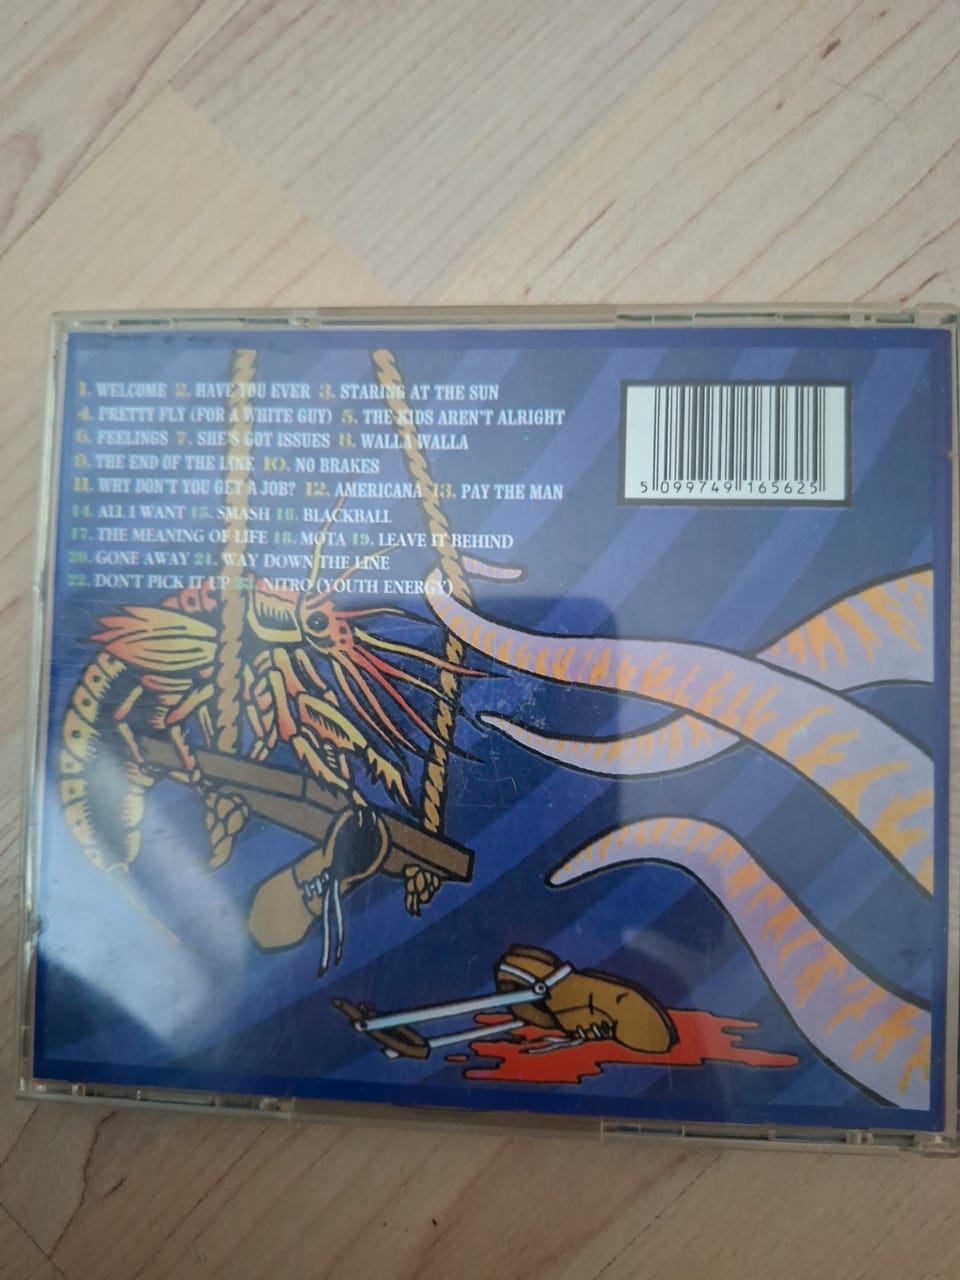 1. WELCOME 2. HAVE YOU EVER 3. STARING AT THE SUN
4. PRETTY FLY (FOR A WHITE GUY) 5. THE KIDS AREN'T ALRIGHT
6. FEELINGS 7. SHE'S GOT ISSUES 8. WALLA WALLA
9. THE END OF THE LINE 10. NO BRAKES
11. WHY DON'T YOU GET A JOB? 12. AMERICANA 13. PAY THE MAN
14. ALL I WANT 15. SMASH 16. BLACKBALL
17. THE MEANING OF LIFE 18. MOTA 19. LEAVE IT BEHIND
20. GONE AWAY 21. WAY DOWN THE LINE
22. DON'T PICK IT UP 23. NITRO (YOUTH ENERGY)
5 099749 165625